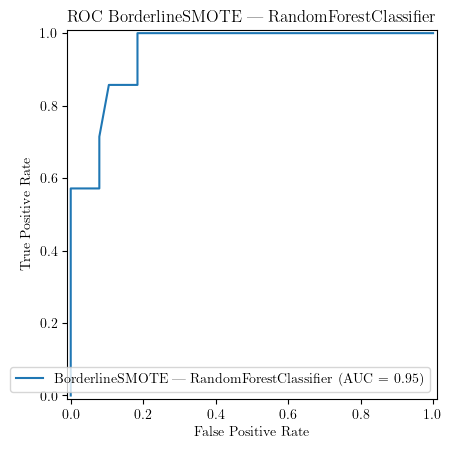 ROC BorderlineSMOTE — RandomForestClassifier
1.0
0.8
0.6
0.4
0.2
0.0
True Positive Rate
BorderlineSMOTE — RandomForestClassifier (AUC = 0.95)
0.0 0.2 0.4 0.6 0.8 1.0
False Positive Rate